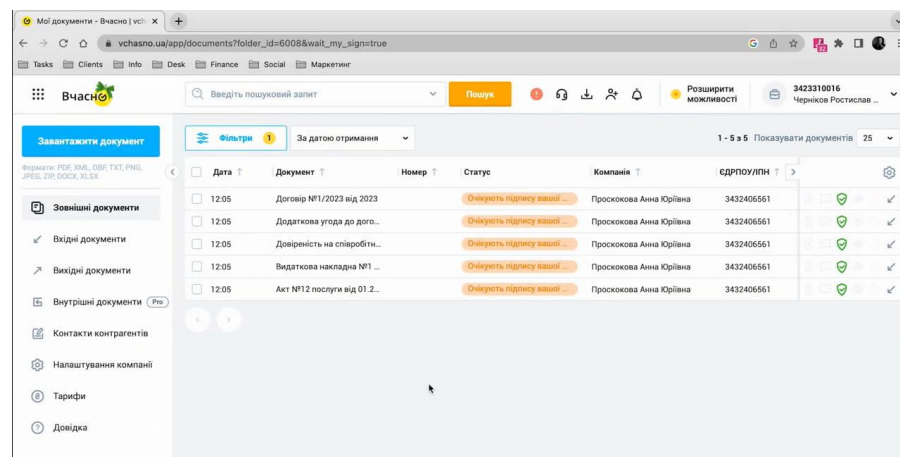 Мої документи - Вчасно | vch
vchasno.ua/app/documents?folder_id=6008&wait_my_sign=true
Tasks Clients Info Desk Finance Social Маркетинг
Вчасно
Введіть пошуковий запит
Пошук
Розширити можливості
3423310016
Черніков Ростислав ...
Завантажити документ
Формати: PDF, XML, DBF, TXT, PNG,
JPEG, ZIP, DOCX, XLSX
Фільтри 1
За датою отримання
1 - 5 з 5 Показувати документів 25
Дата Документ Номер Статус Компанія ЄДРПОУ/ІПН
12:05 Договір №1/2023 від 2023 Очікують підпису вашої ... Проскокова Анна Юріївна 3432406561
12:05 Додаткова угода до дого... Очікують підпису вашої ... Проскокова Анна Юріївна 3432406561
12:05 Довіреність на співробітн... Очікують підпису вашої ... Проскокова Анна Юріївна 3432406561
12:05 Видаткова накладна №1 ... Очікують підпису вашої ... Проскокова Анна Юріївна 3432406561
12:05 Акт №12 послуги від 01.2... Очікують підпису вашої ... Проскокова Анна Юріївна 3432406561
Зовнішні документи
Вхідні документи
Вихідні документи
Внутрішні документи Pro
Контакти контрагентів
Налаштування компанії
Тарифи
Довідка